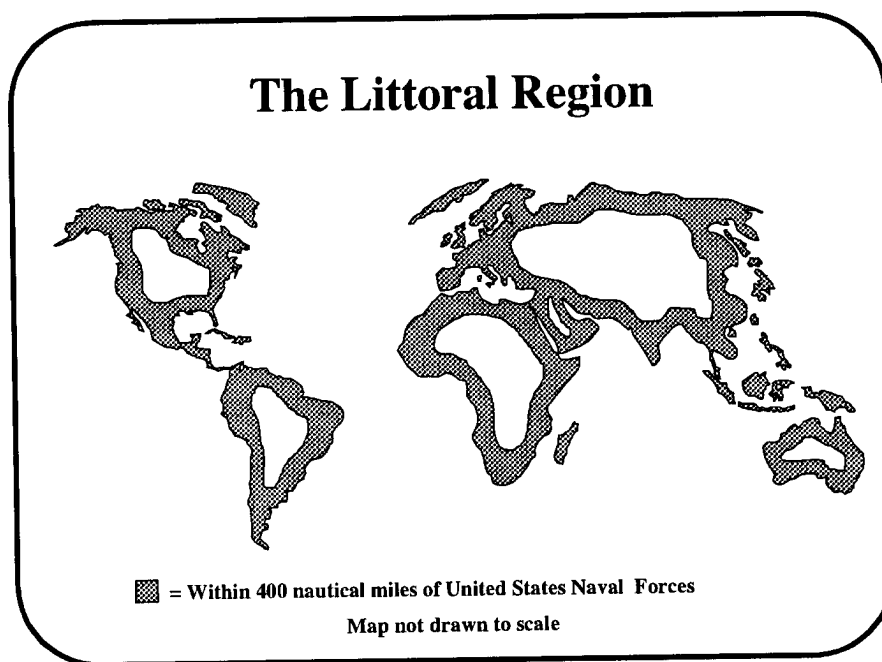 The Littoral Region
= Within 400 nautical miles of United States Naval Forces
Map not drawn to scale